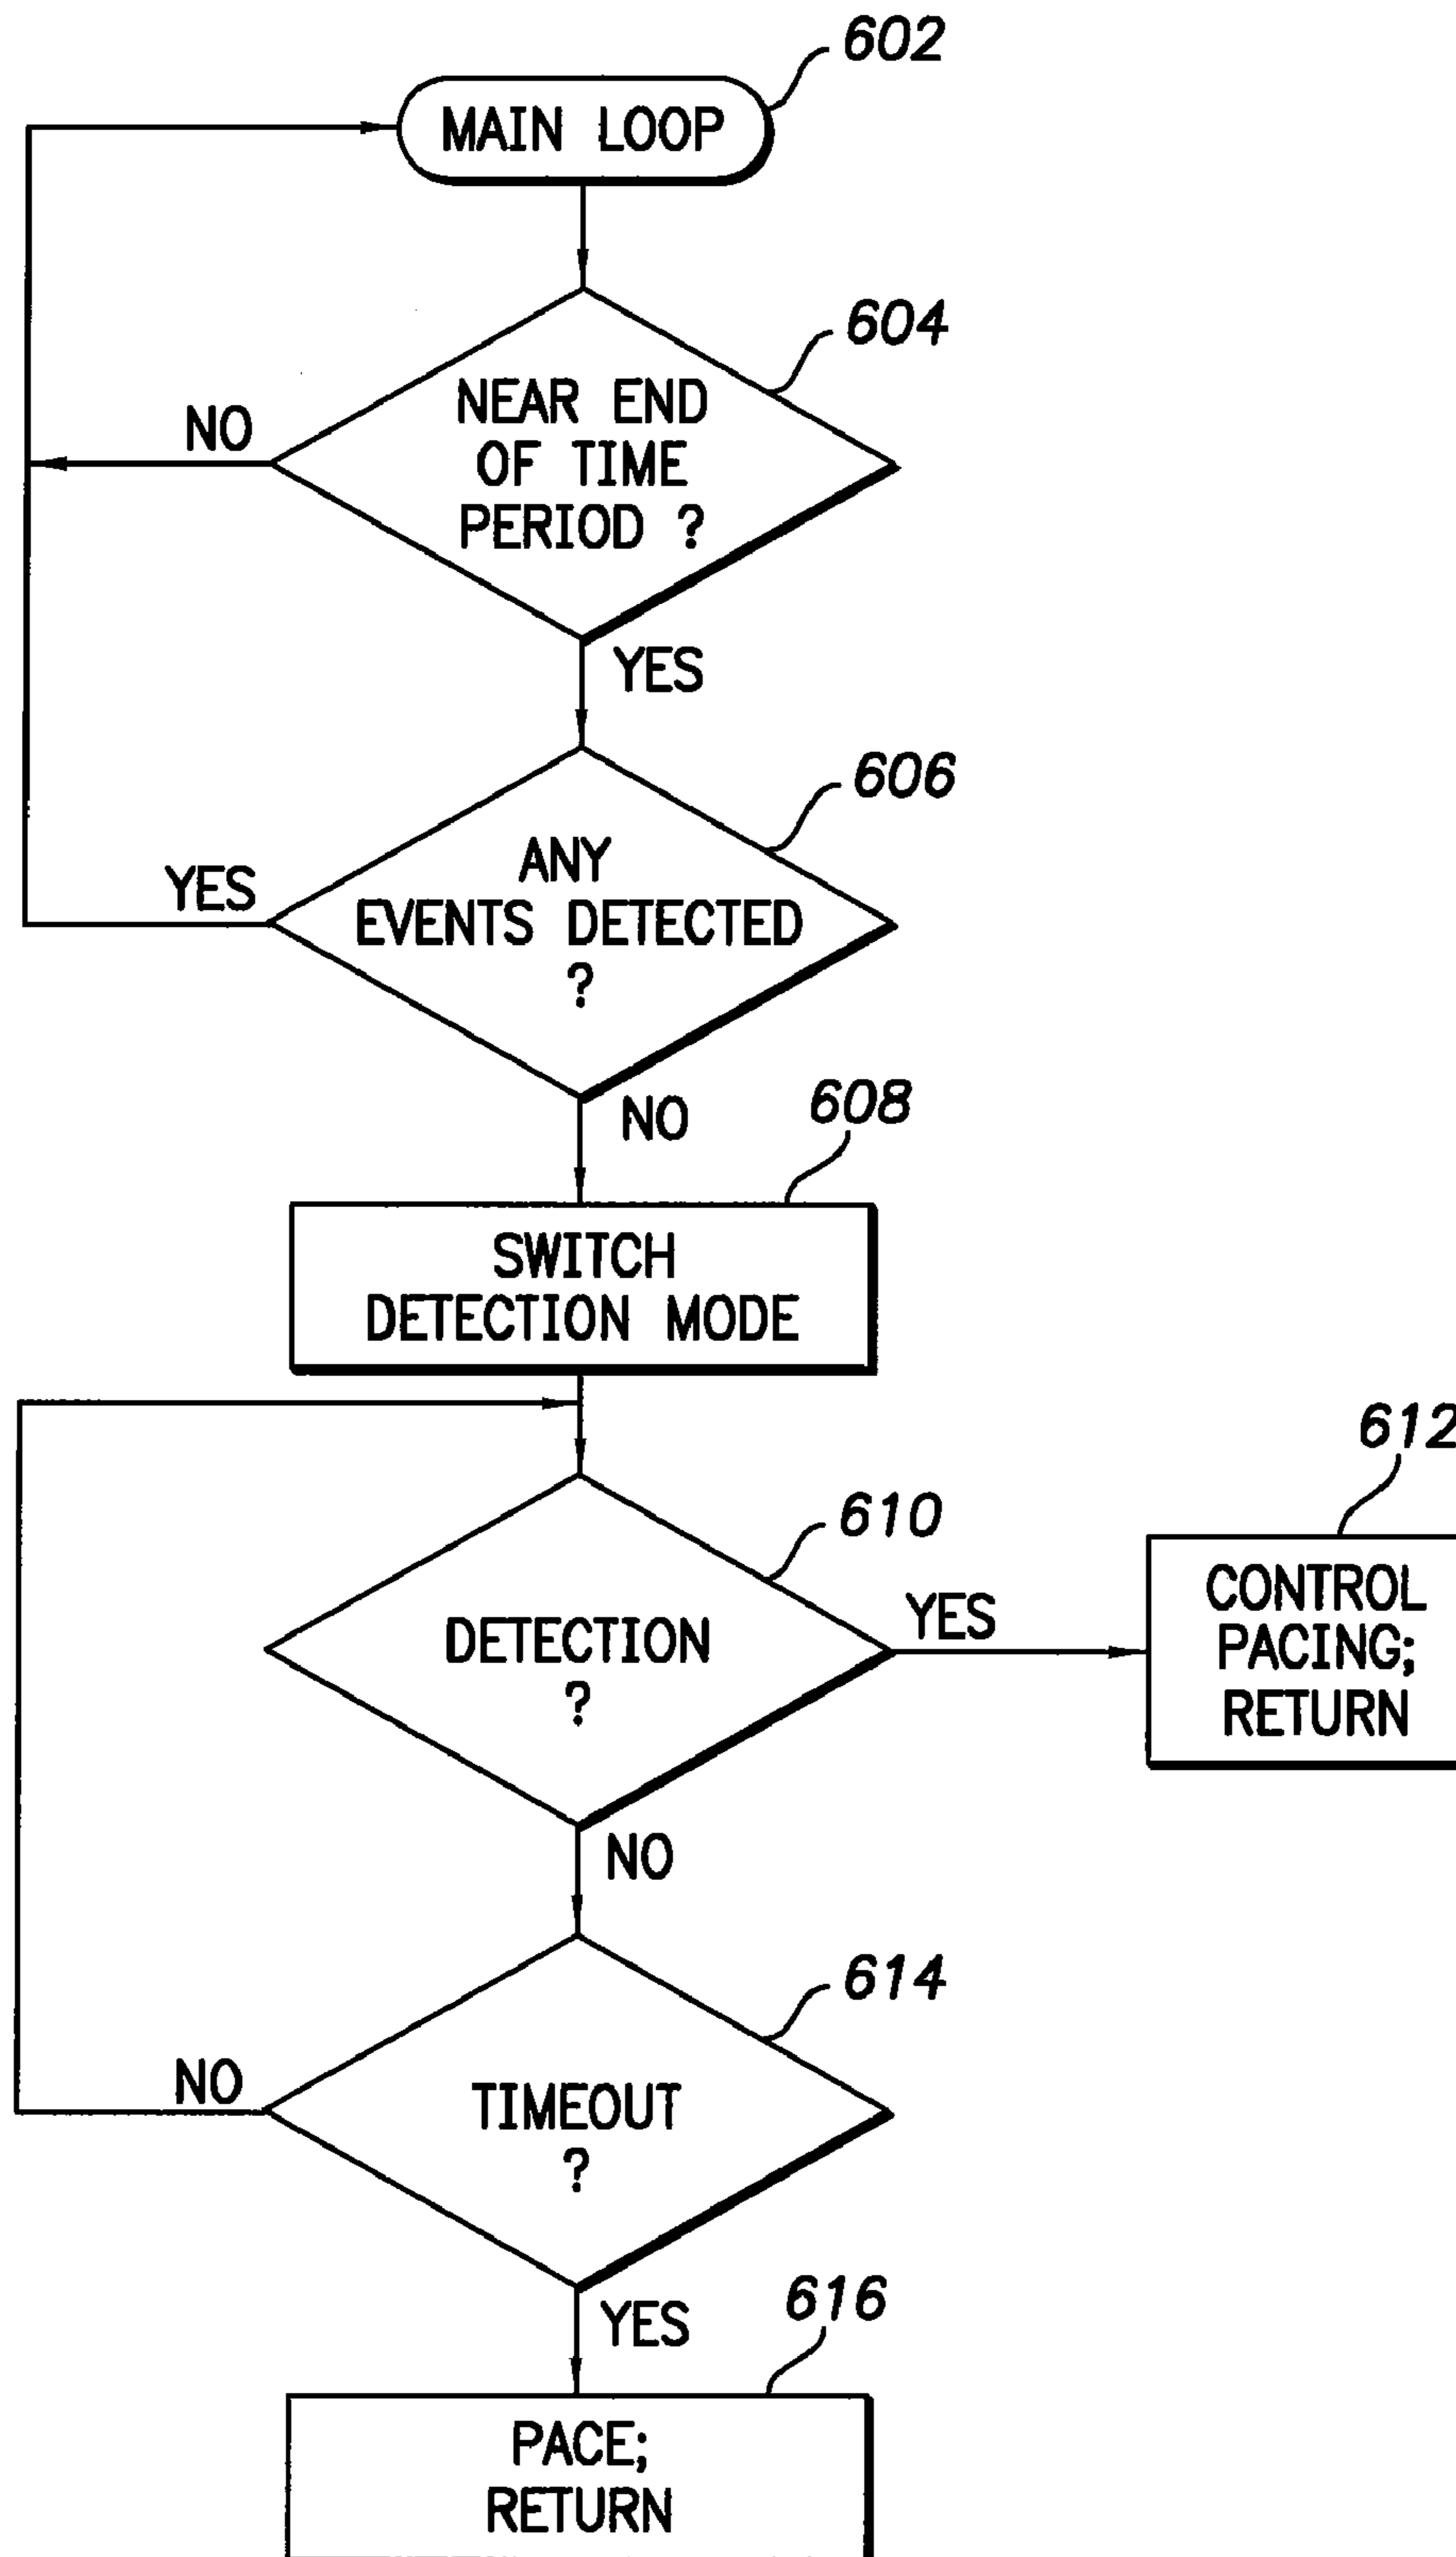 602
MAIN LOOP
604
NEAR END
OF TIME
PERIOD ?
NO
YES
606
ANY
EVENTS DETECTED
?
YES
NO
608
SWITCH
DETECTION MODE
610
DETECTION
?
YES
612
CONTROL
PACING;
RETURN
NO
614
TIMEOUT
?
NO
YES
616
PACE;
RETURN